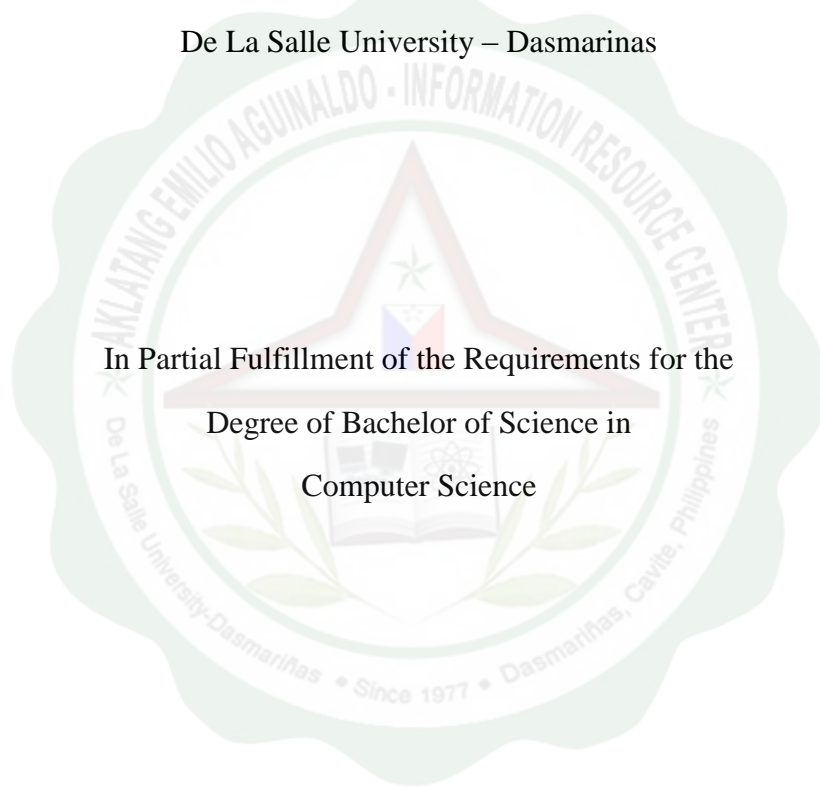 De La Salle University – Dasmarinas
AKLATANG EMILIO AGUINALDO - INFORMATION RESOURCE CENTER
In Partial Fulfillment of the Requirements for the
Degree of Bachelor of Science in
Computer Science
De La Salle University-Dasmariñas • Since 1977 • Dasmariñas, Cavite, Philippines